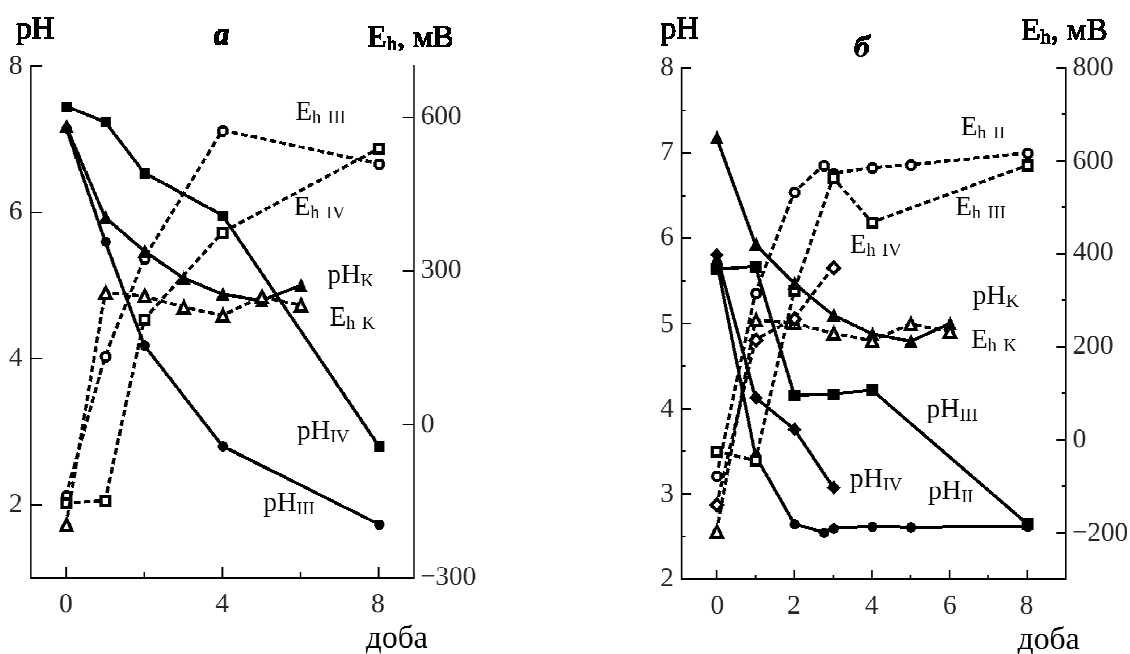 pH
а
Eh, мВ
8
6
4
2
600
300
0
−300
Eh III
Eh IV
pHK
Eh K
pHIV
pHIII
0
4
8
доба
pH
б
Eh, мВ
8
7
6
5
4
3
2
800
600
400
200
0
−200
Eh II
Eh III
Eh IV
pHK
Eh K
pHIII
pHIV
pHII
0
2
4
6
8
доба